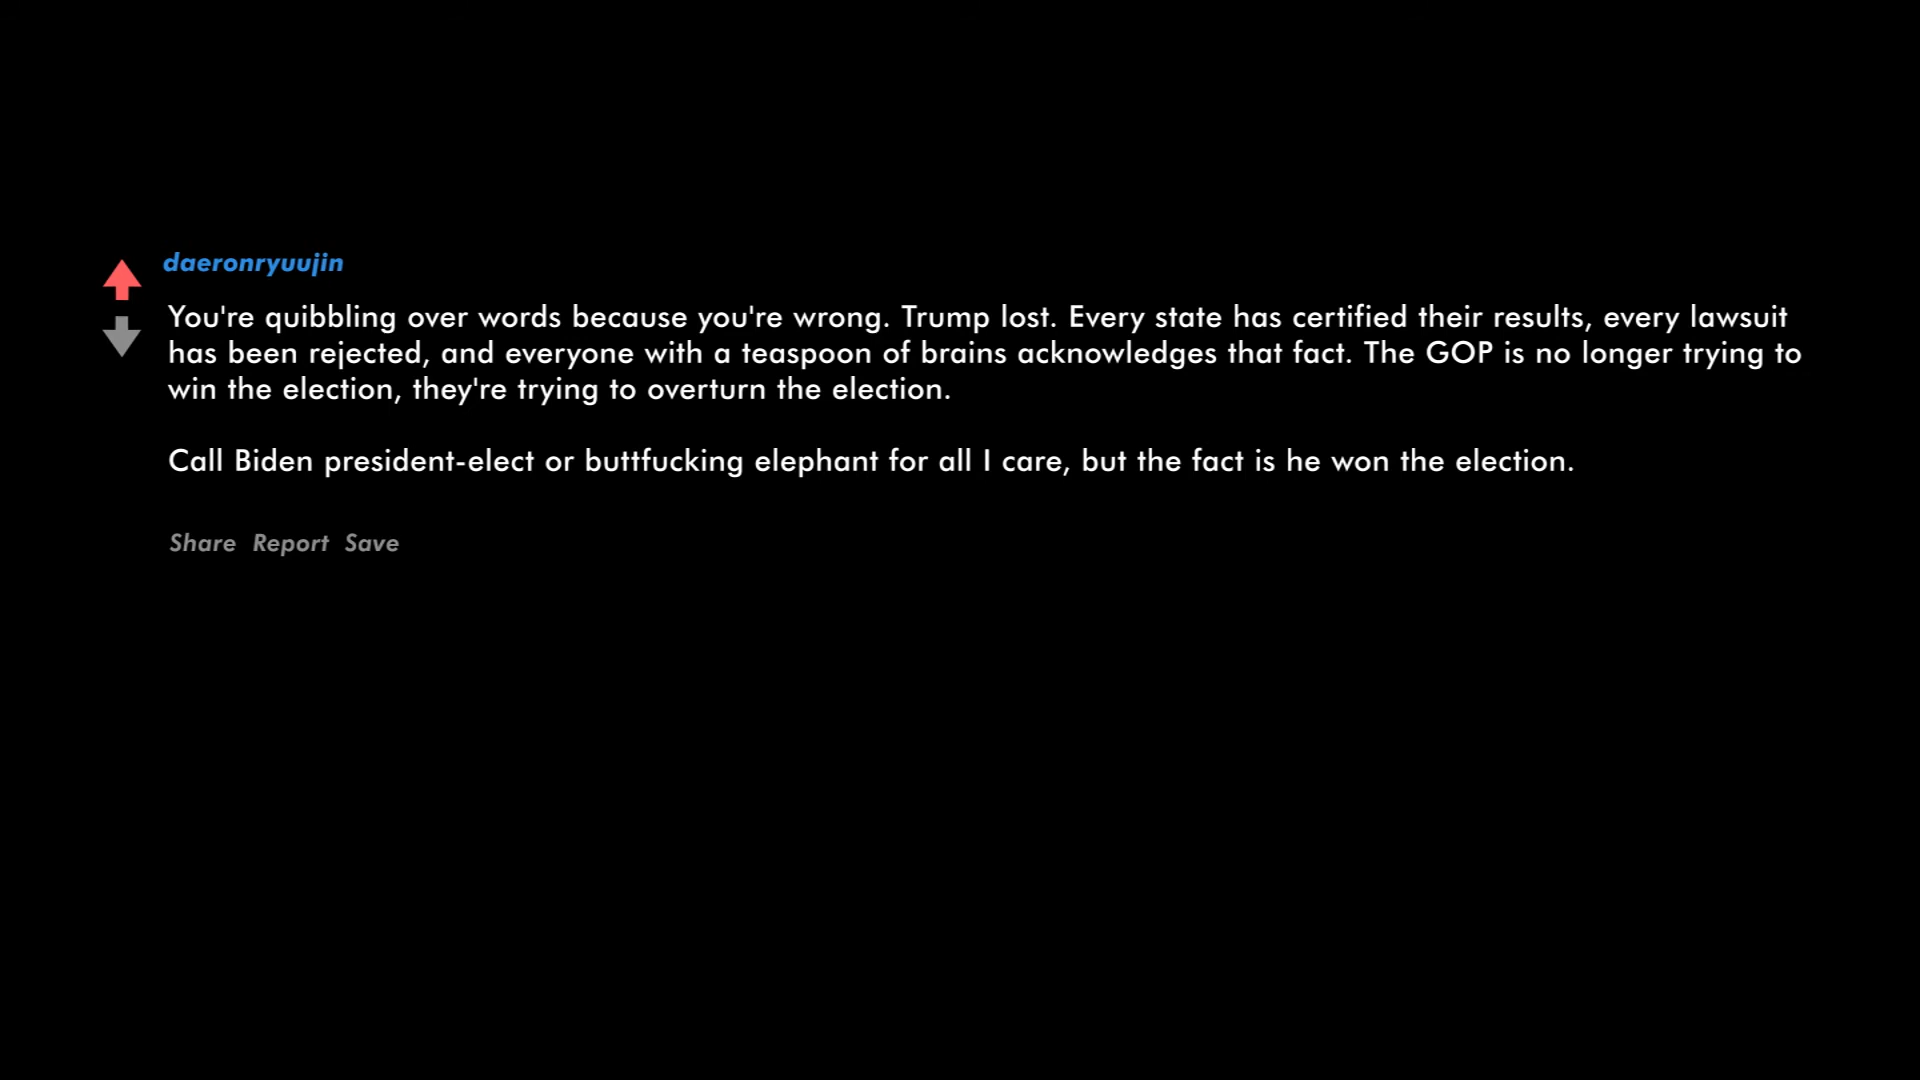 daeronryuujin
You're quibbling over words because you're wrong. Trump lost. Every state has certified their results, every lawsuit
has been rejected, and everyone with a teaspoon of brains acknowledges that fact. The GOP is no longer trying to
win the election, they're trying to overturn the election.
Call Biden president-elect or buttfucking elephant for all I care, but the fact is he won the election.
Share Report Save